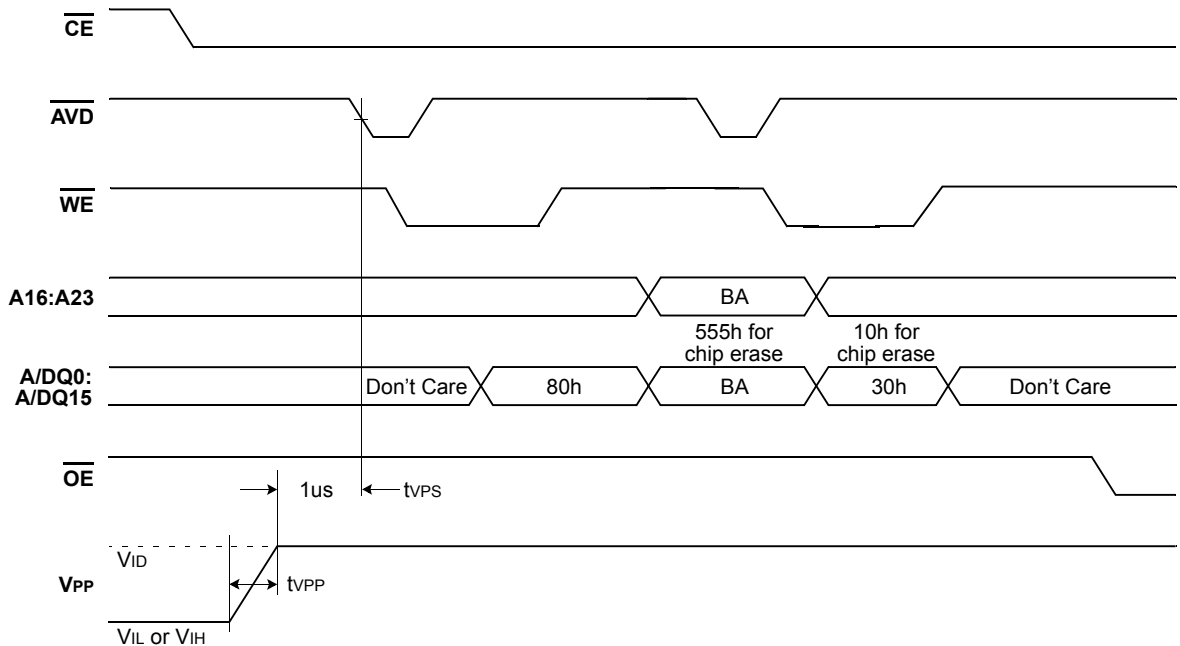 CE
AVD
WE
A16:A23
BA
555h for
chip erase
10h for
chip erase
A/DQ0:
A/DQ15
Don't Care
80h
BA
30h
Don't Care
OE
1us
tVPS
VID
VPP
tVPP
VIL or VIH